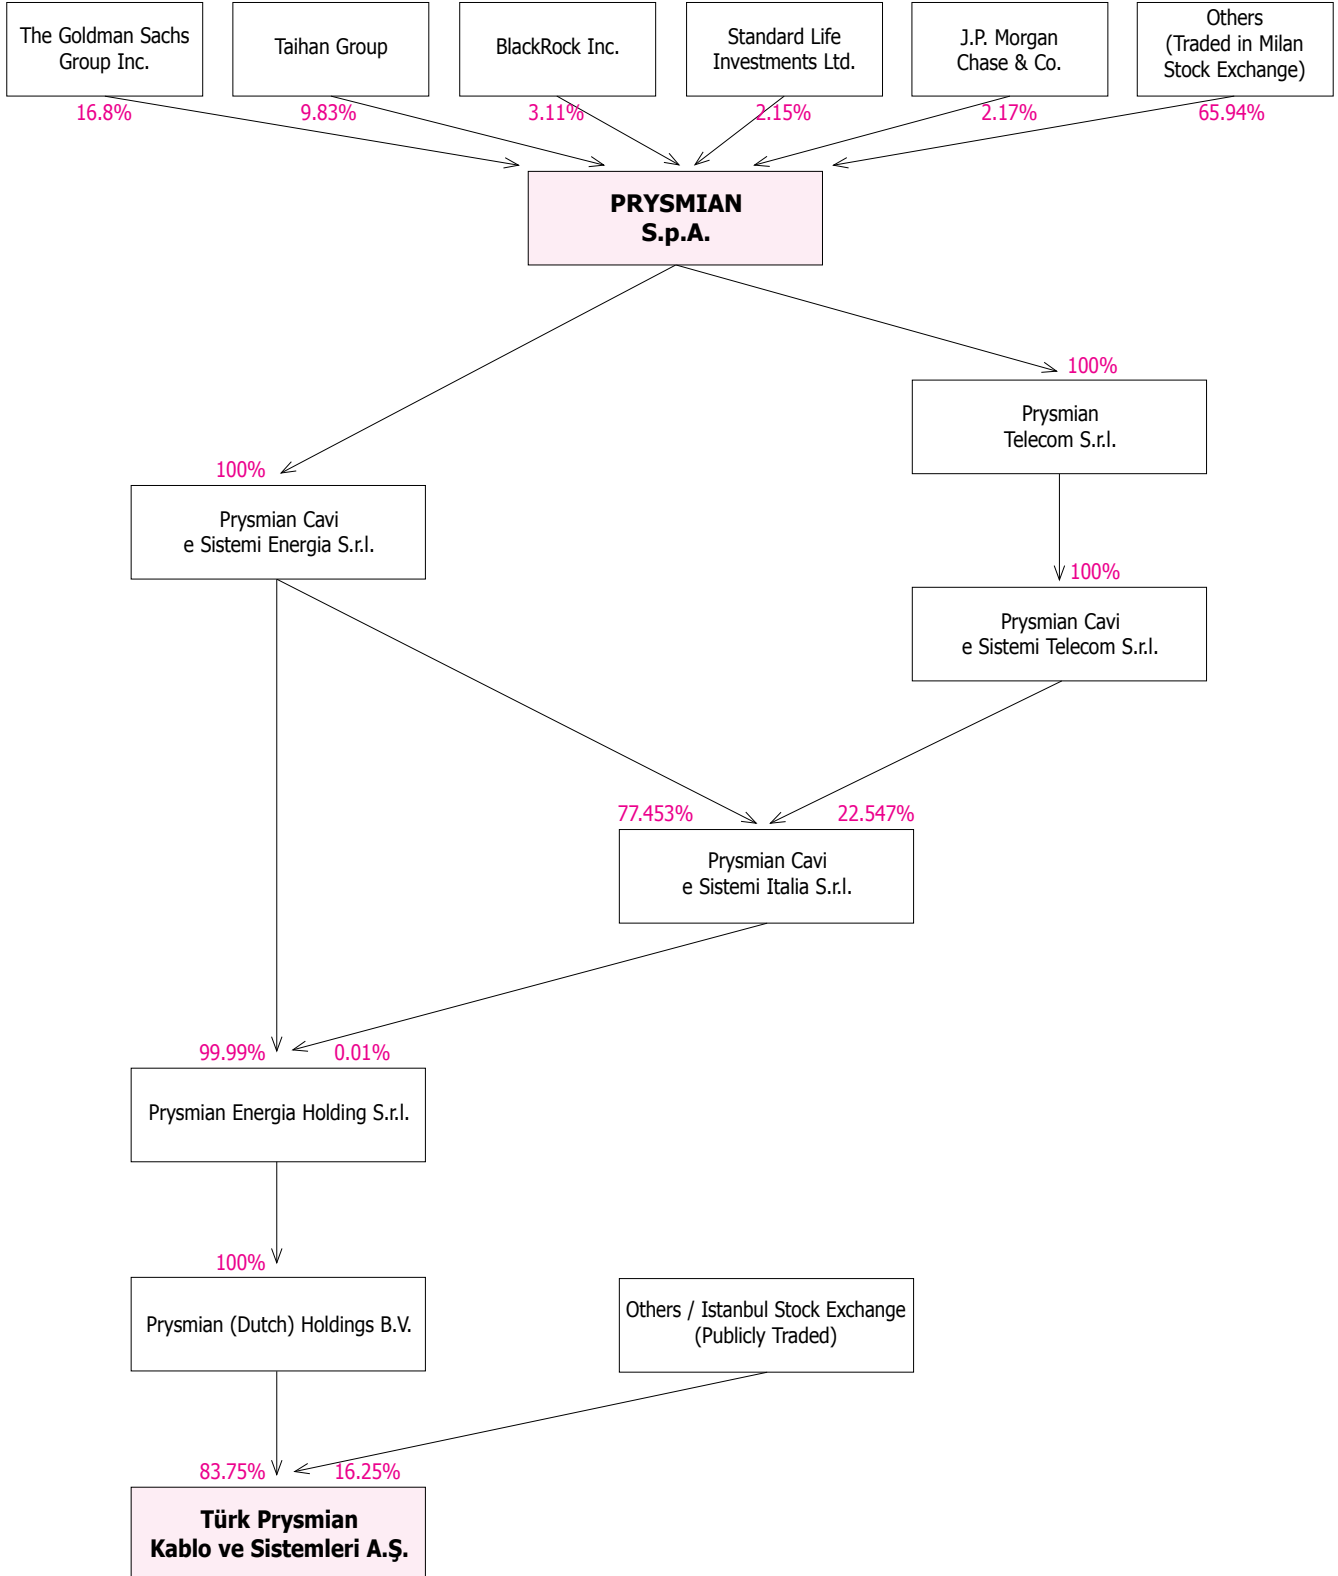 The Goldman Sachs
Group Inc.
Taihan Group
BlackRock Inc.
Standard Life
Investments Ltd.
J.P. Morgan
Chase & Co.
Others
(Traded in Milan
Stock Exchange)
16.8%
9.83%
3.11%
2.15%
2.17%
65.94%
PRYSMIAN
S.p.A.
100%
Prysmian
Telecom S.r.l.
100%
Prysmian Cavi
e Sistemi Energia S.r.l.
100%
Prysmian Cavi
e Sistemi Telecom S.r.l.
77.453%
22.547%
Prysmian Cavi
e Sistemi Italia S.r.l.
99.99%
0.01%
Prysmian Energia Holding S.r.l.
100%
Prysmian (Dutch) Holdings B.V.
Others / Istanbul Stock Exchange
(Publicly Traded)
83.75%
16.25%
Türk Prysmian
Kablo ve Sistemleri A.Ş.